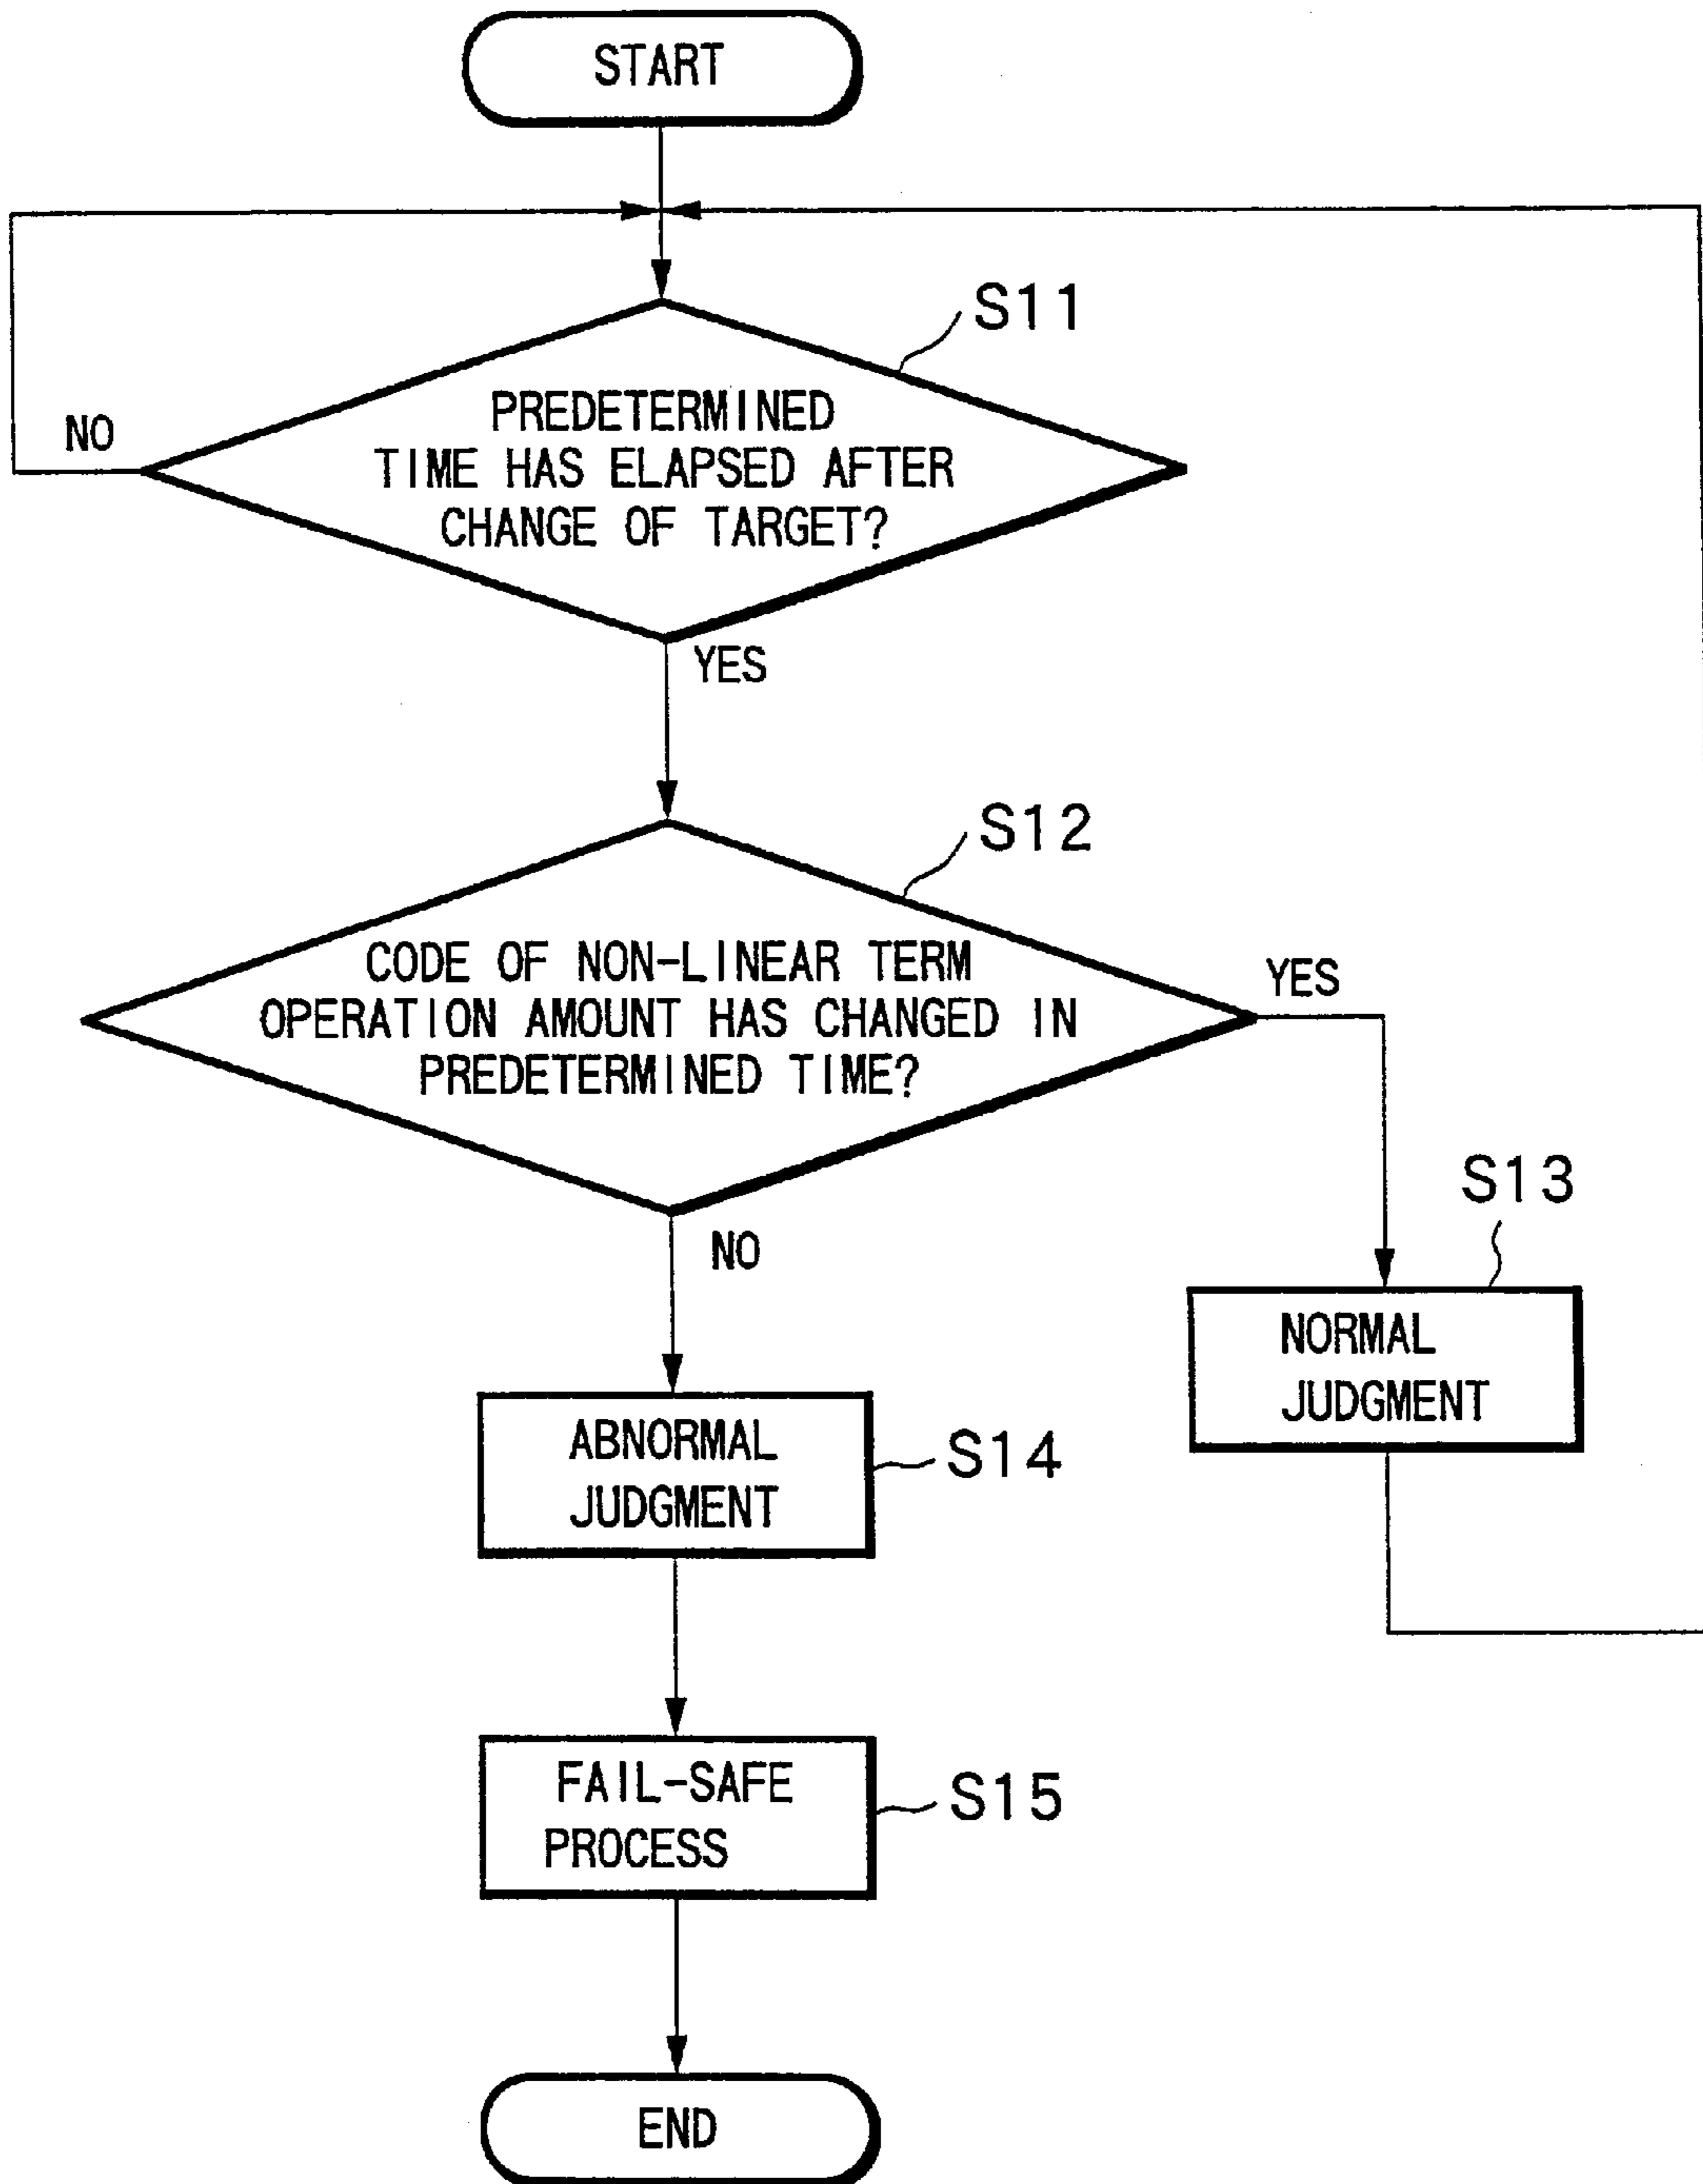 START
S11
PREDETERMINED
TIME HAS ELAPSED AFTER
CHANGE OF TARGET?
NO
YES
S12
CODE OF NON-LINEAR TERM
OPERATION AMOUNT HAS CHANGED IN
PREDETERMINED TIME?
YES
NO
S13
NORMAL
JUDGMENT
ABNORMAL
JUDGMENT
S14
FAIL-SAFE
PROCESS
S15
END